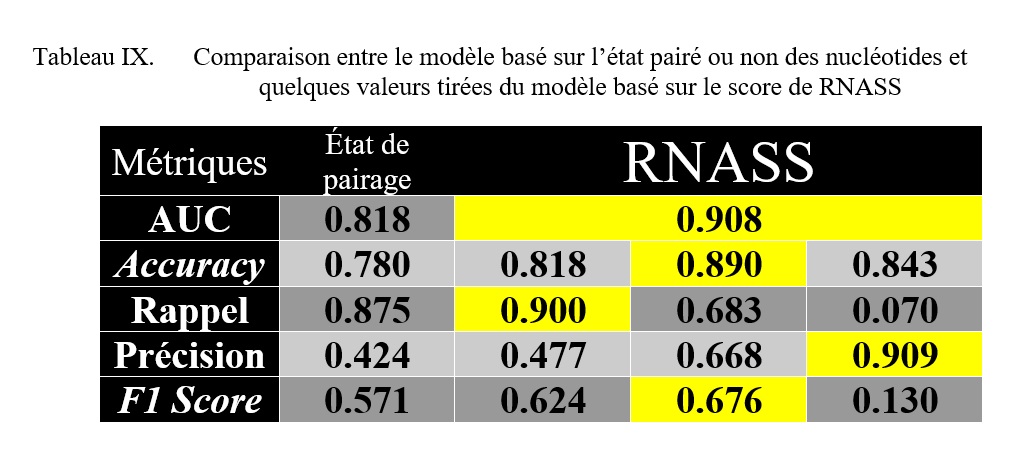 Tableau IX. Comparaison entre le modèle basé sur l’état pairé ou non des nucléotides et
quelques valeurs tirées du modèle basé sur le score de RNASS
Métriques État de pairage RNASS
AUC 0.818 0.908
Accuracy 0.780 0.818 0.890 0.843
Rappel 0.875 0.900 0.683 0.070
Précision 0.424 0.477 0.668 0.909
F1 Score 0.571 0.624 0.676 0.130